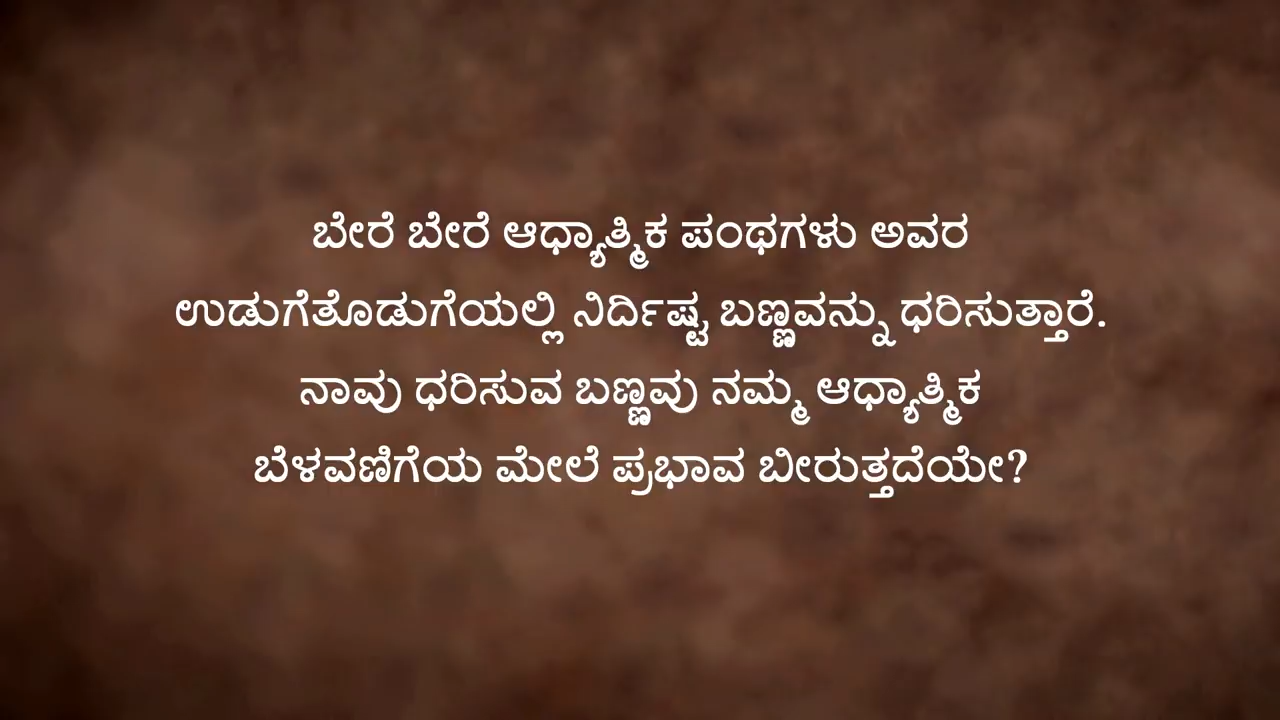 ಬೇರೆ ಬೇರೆ ಆಧ್ಯಾತ್ಮಿಕ ಪಂಥಗಳು ಅವರ
ಉಡುಗೆತೊಡುಗೆಯಲ್ಲಿ ನಿರ್ದಿಷ್ಟ ಬಣ್ಣವನ್ನು ಧರಿಸುತ್ತಾರೆ.
ನಾವು ಧರಿಸುವ ಬಣ್ಣವು ನಮ್ಮ ಆಧ್ಯಾತ್ಮಿಕ
ಬೆಳವಣಿಗೆಯ ಮೇಲೆ ಪ್ರಭಾವ ಬೀರುತ್ತದೆಯೇ?